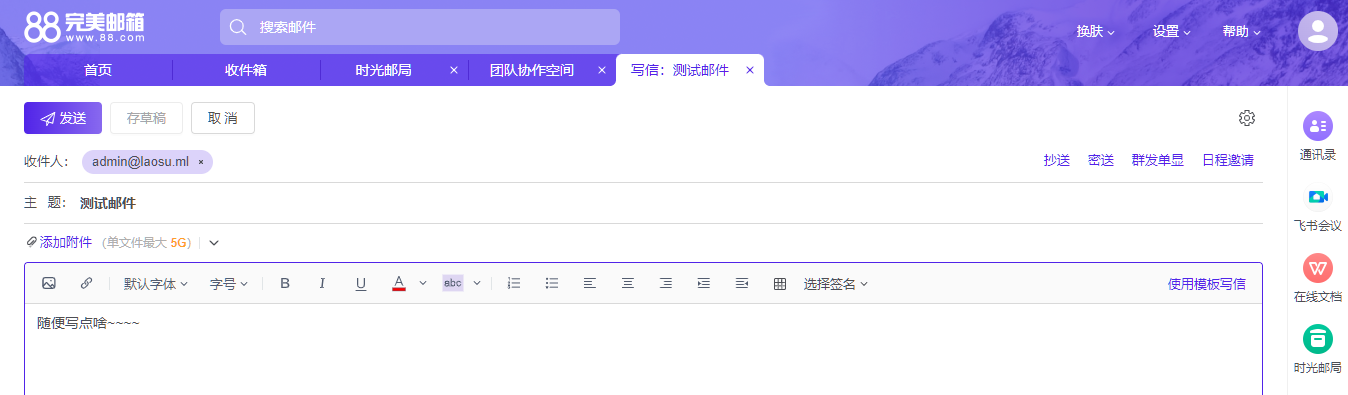 88 完美邮箱
www.88.com
搜索邮件
换肤 设置 帮助
首页 收件箱 时光邮局 × 团队协作空间 × 写信：测试邮件 ×
发送 存草稿 取消
收件人： admin@laosu.ml × 抄送 密送 群发单显 日程邀请
主 题： 测试邮件
添加附件 (单文件最大 5G)
默认字体 字号 B I U A abc 选择签名 使用模板写信
随便写点啥~~~~
通讯录
飞书会议
在线文档
时光邮局